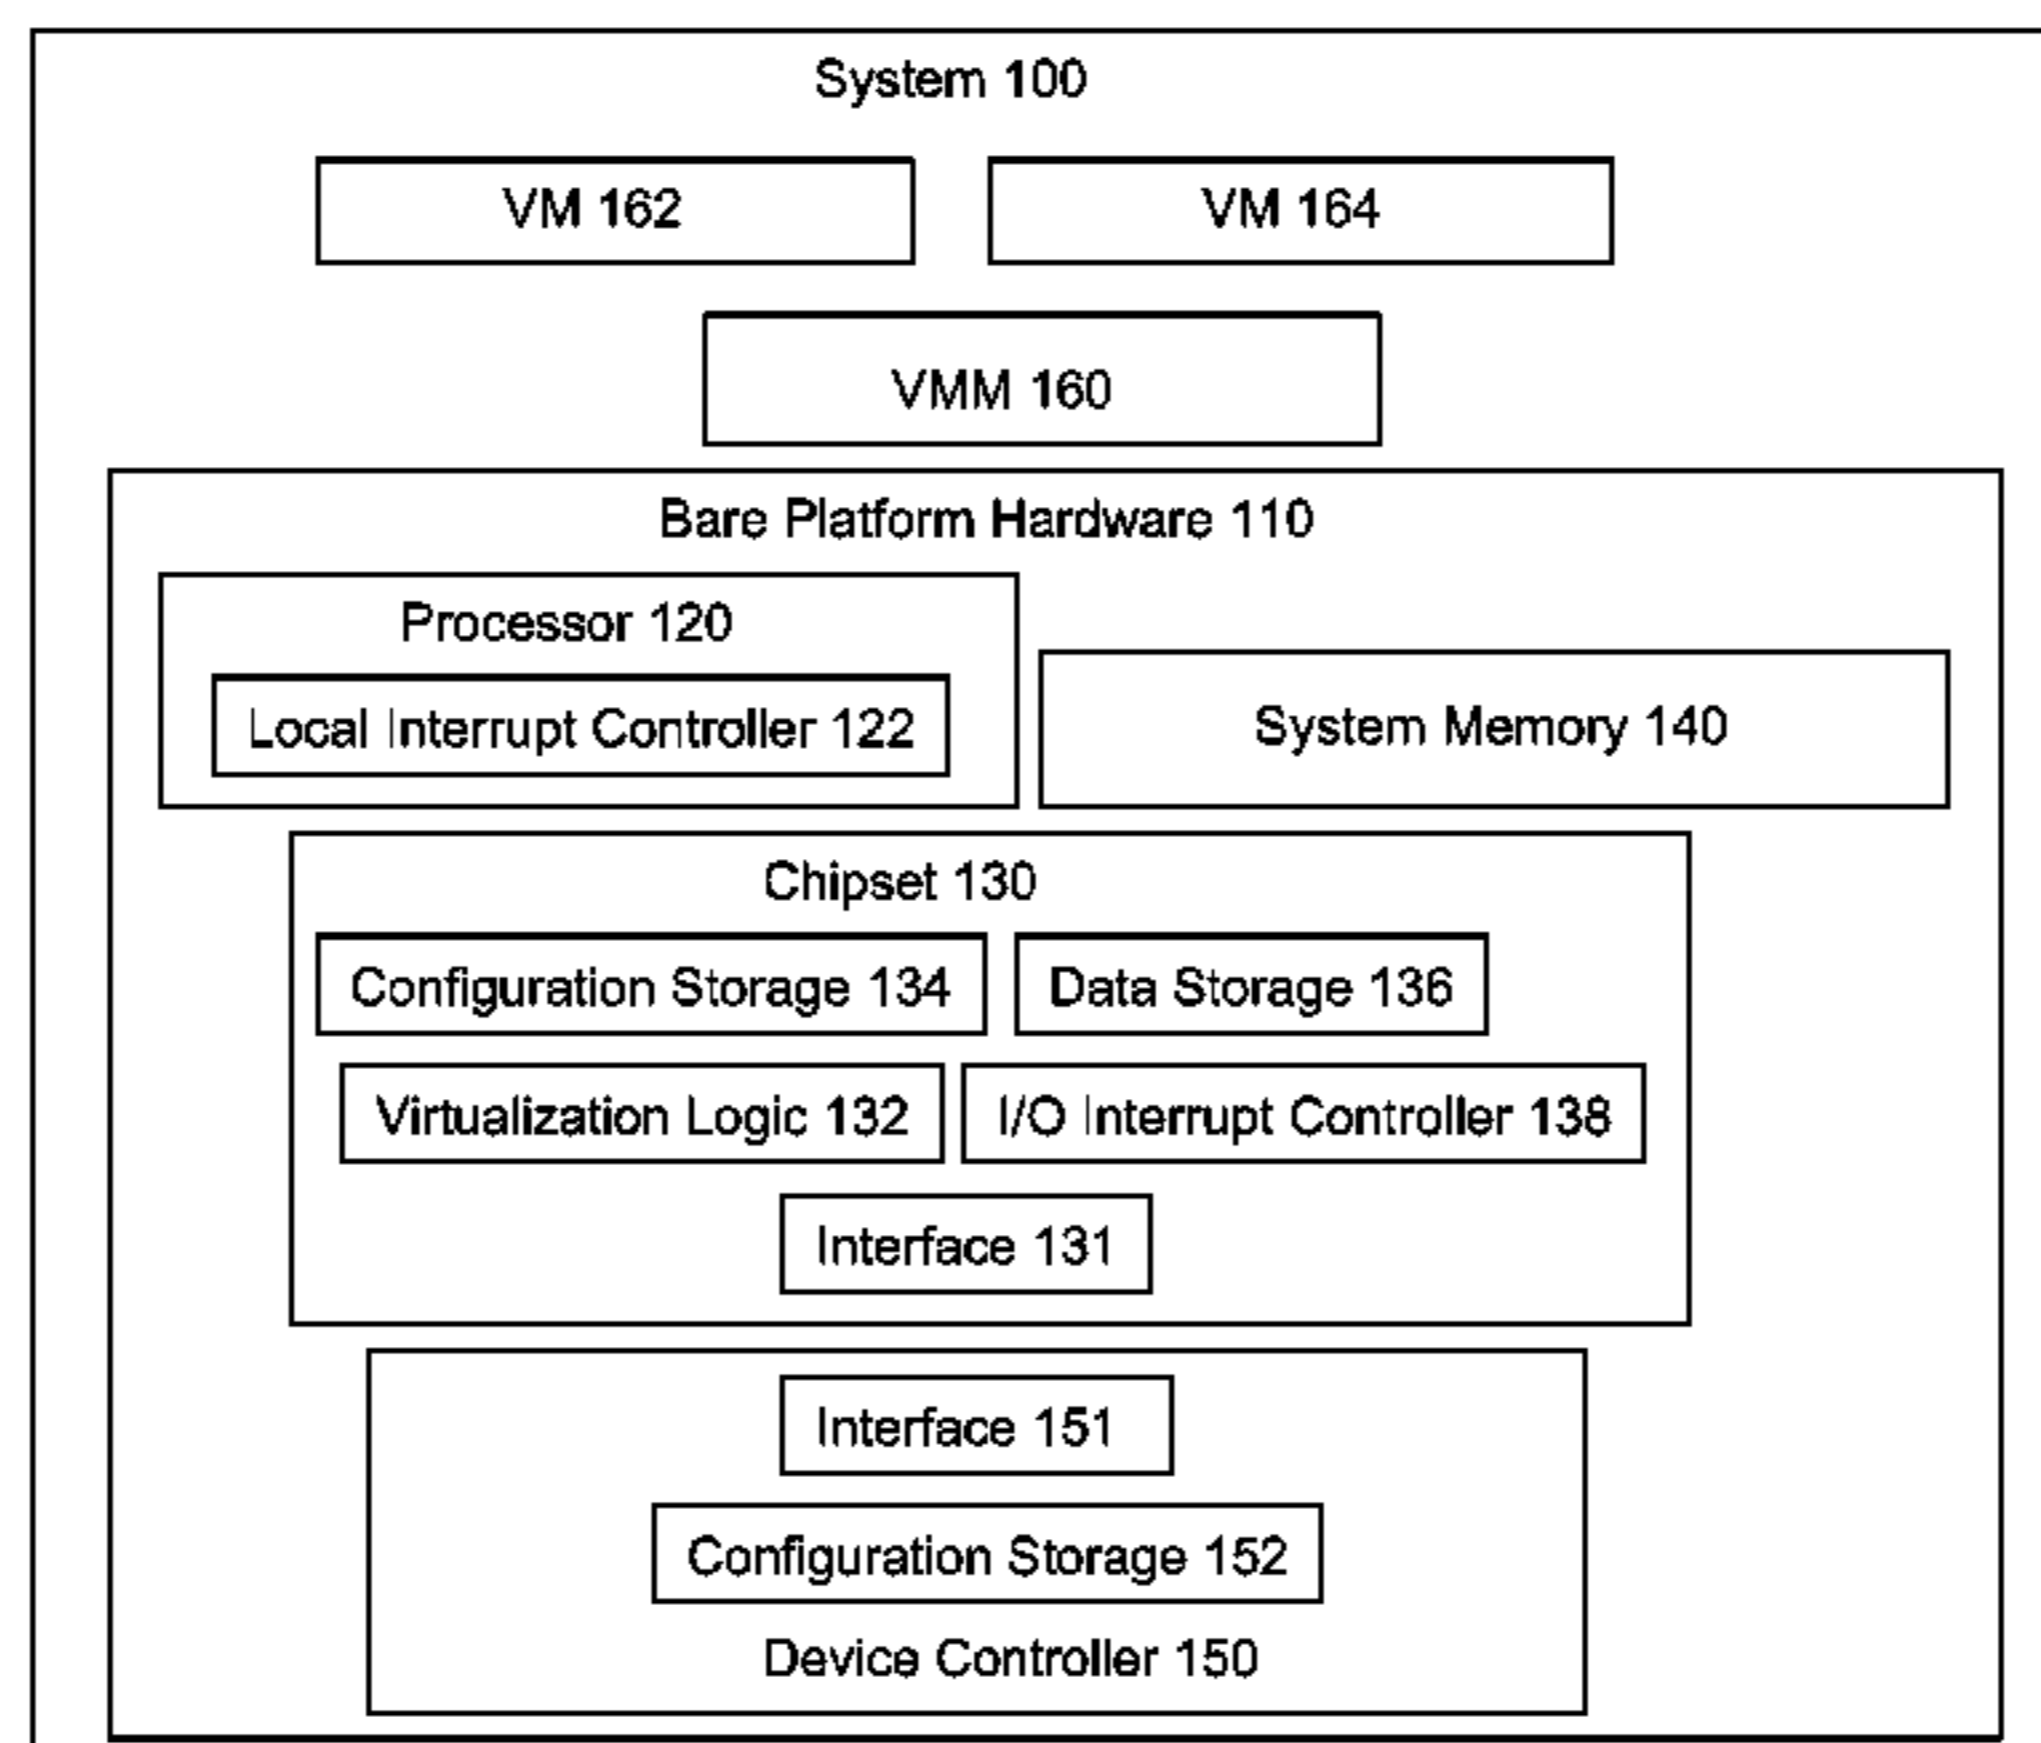 System 100
VM 162
VM 164
VMM 160
Bare Platform Hardware 110
Processor 120
Local Interrupt Controller 122
System Memory 140
Chipset 130
Configuration Storage 134
Data Storage 136
Virtualization Logic 132
I/O Interrupt Controller 138
Interface 131
Interface 151
Configuration Storage 152
Device Controller 150